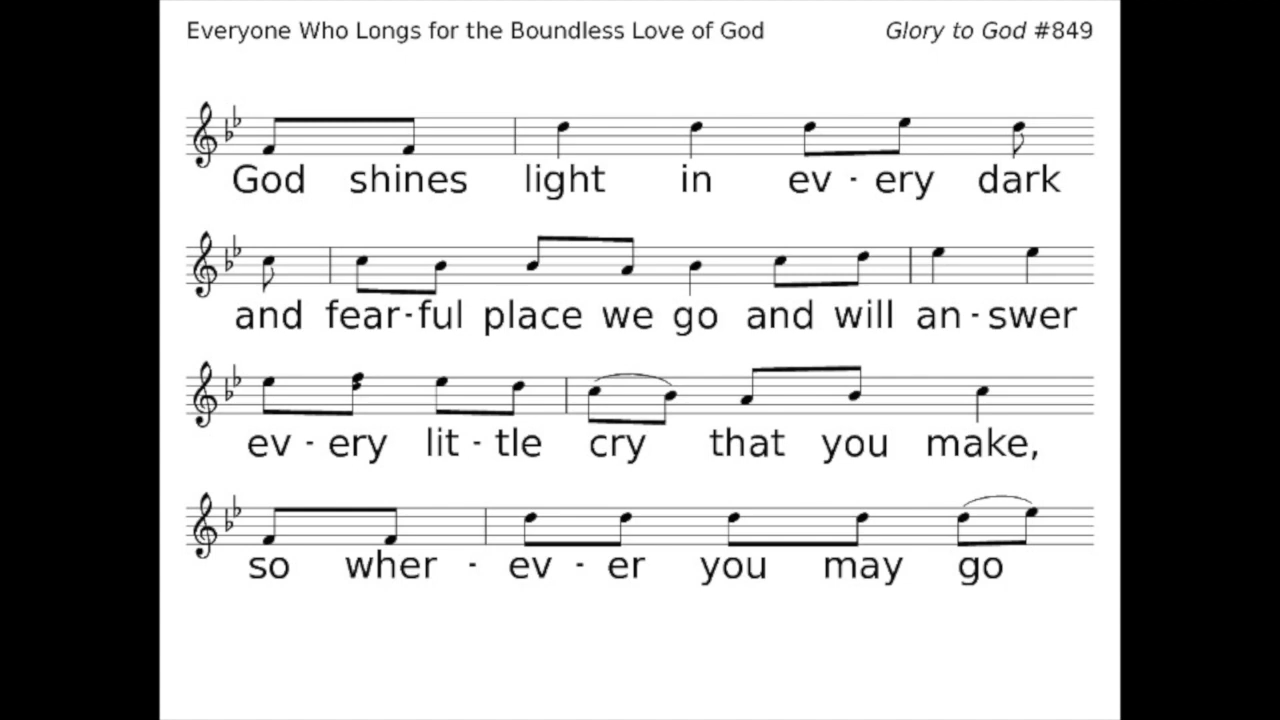 Everyone Who Longs for the Boundless Love of God Glory to God #849
God shines light in ev - ery dark
and fear - ful place we go and will an - swer
ev - ery lit - tle cry that you make,
so wher - ev - er you may go